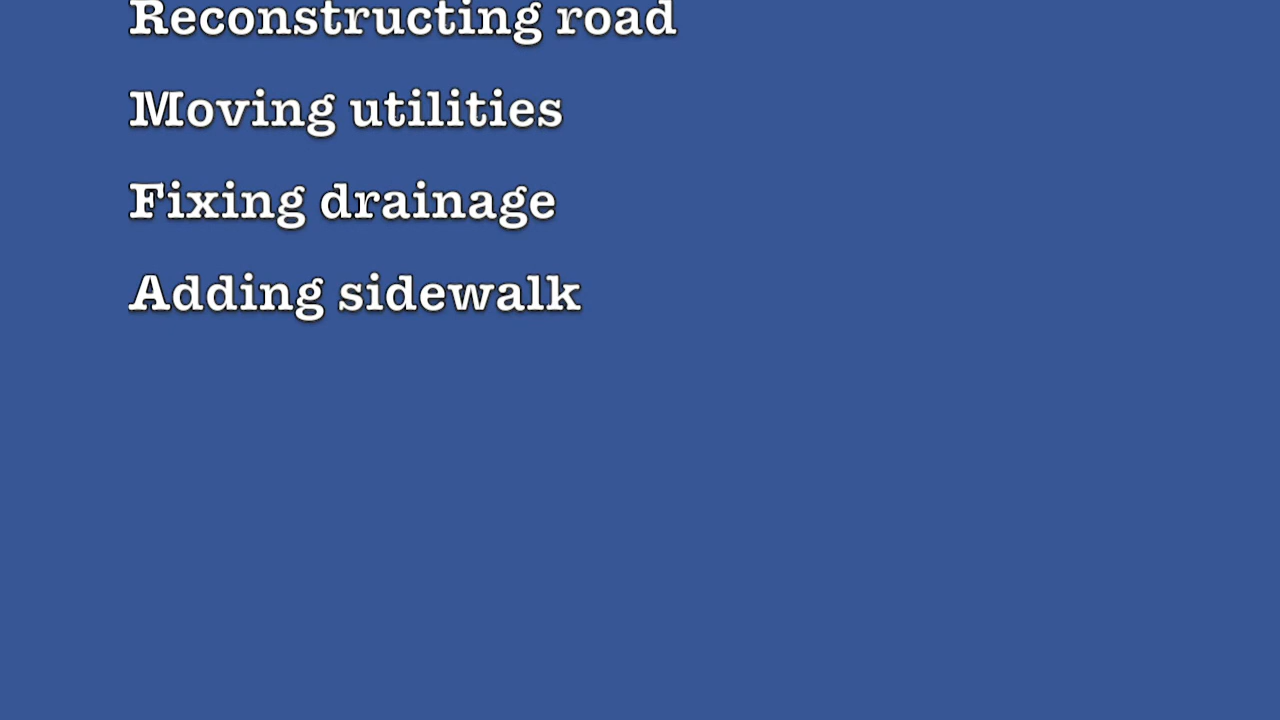 Reconstructing road
Moving utilities
Fixing drainage
Adding sidewalk